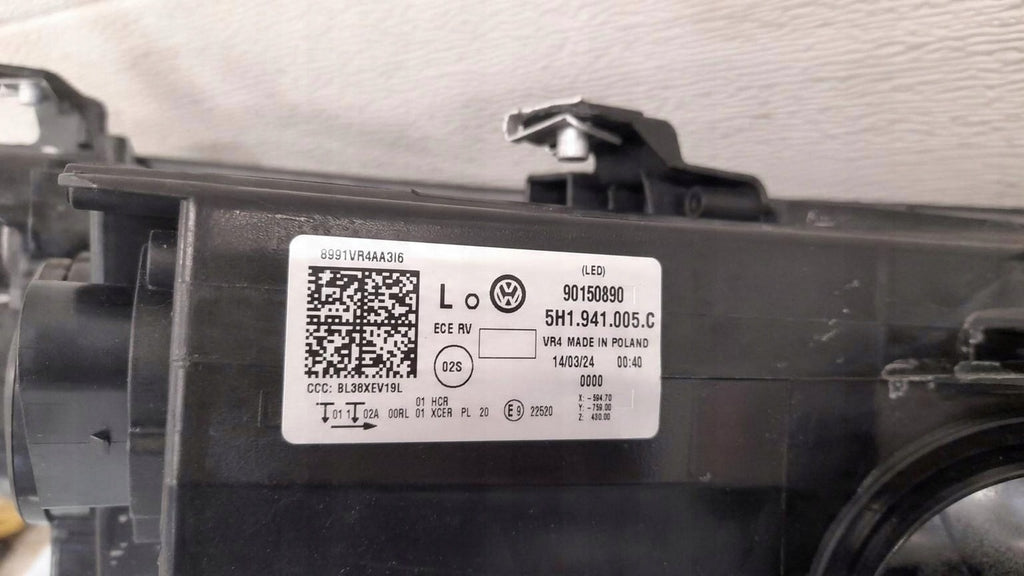 8991VR4AA3I6
L o
ECE RV
02S
CCC: BL38XEV19L
(LED)
90150890
5H1.941.005.C
VR4 MADE IN POLAND
14/03/24 00:40
0000
X: -594.70
Y: -759.00
Z: 400.00
01 HCR
01 1 02A 00RL 01 XCER PL 20 E9 22520